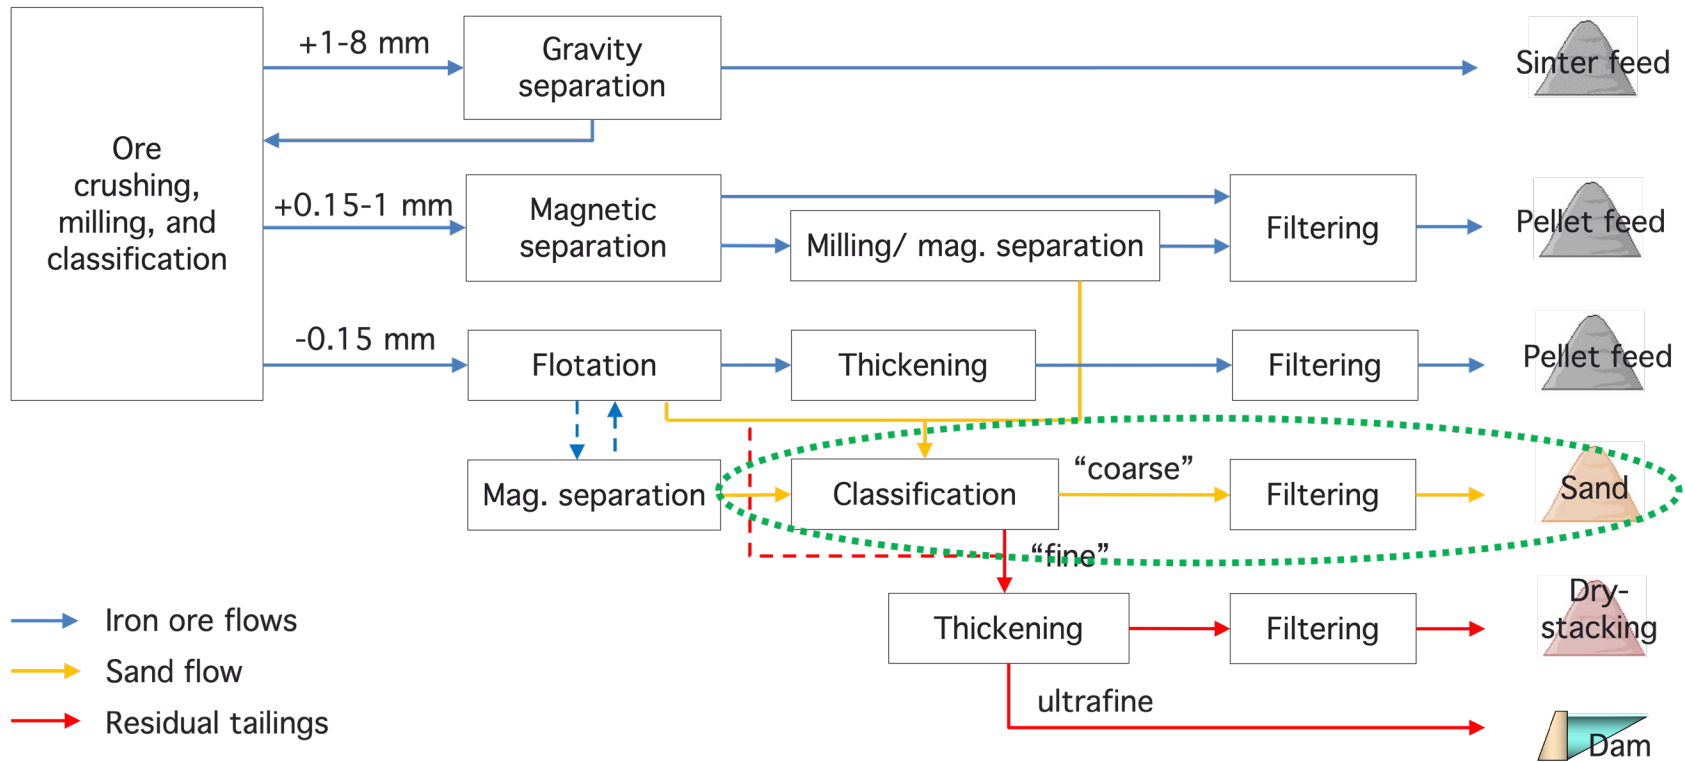 +1-8 mm
Gravity
separation
Sinter feed
Ore
crushing,
milling, and
classification
+0.15-1 mm
Magnetic
separation
Milling/ mag. separation
Filtering
Pellet feed
-0.15 mm
Flotation
Thickening
Filtering
Pellet feed
Mag. separation
Classification
“coarse”
Filtering
Sand
“fine”
Thickening
Filtering
Dry-
stacking
ultrafine
Dam
Iron ore flows
Sand flow
Residual tailings